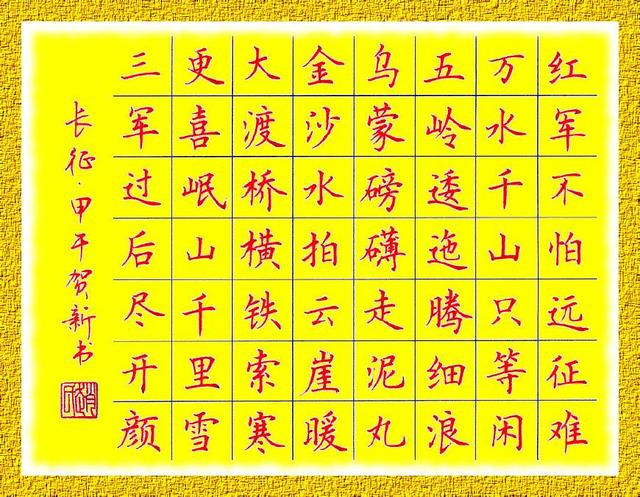 红军不怕远征难
万水千山只等闲
五岭逶迤腾细浪
乌蒙磅礴走泥丸
金沙水拍云崖暖
大渡桥横铁索寒
更喜岷山千里雪
三军过后尽开颜
长征·甲午贺新书